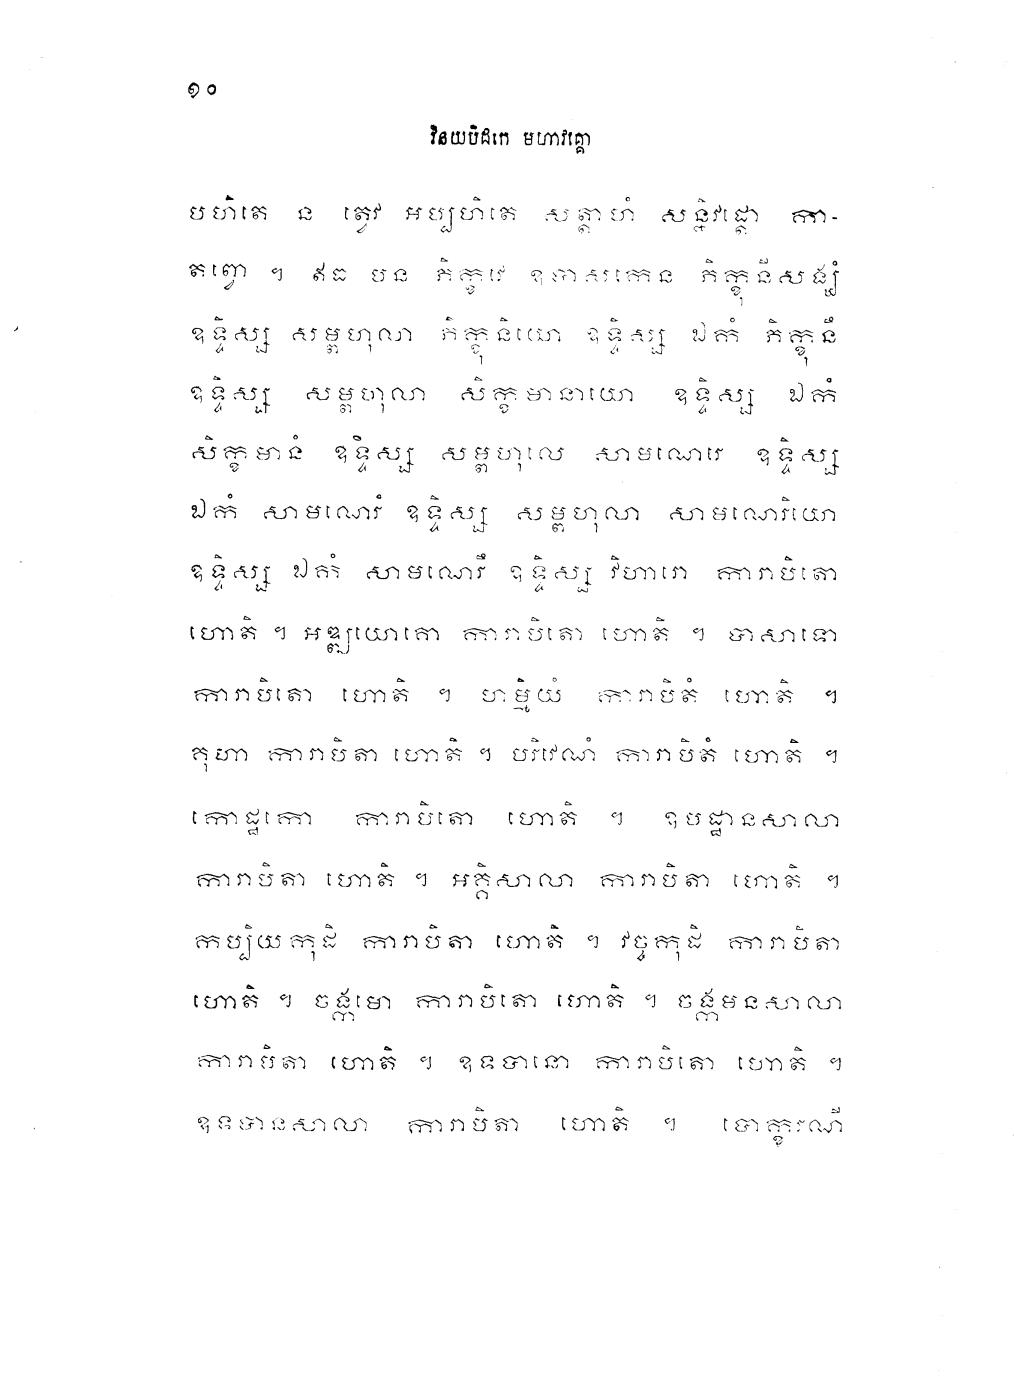 ១០
វិនយបិដកេ មហាវគ្គោ
បហិតេ ន ត្វេវ អប្បហិតេ សត្តាហំ សន្និវដ្តោ កា-
តព្វោ ។ ឥធ បន ភិក្ខវេ ឧបាសកេន ភិក្ខុនីសង្ឃំ
ឧទ្ទិស្ស សម្ពហុលា ភិក្ខុនិយោ ឧទ្ទិស្ស ឯកំ ភិក្ខុនឹ
ឧទ្ទិស្ស សម្ពហុលា សិក្ខមានាយោ ឧទ្ទិស្ស ឯកំ
សិក្ខមានំ ឧទ្ទិស្ស សម្ពហុលេ សាមណេរេ ឧទ្ទិស្ស
ឯកំ សាមណេរំ ឧទ្ទិស្ស សម្ពហុលា សាមណេរិយោ
ឧទ្ទិស្ស ឯកំ សាមណេរឹ ឧទ្ទិស្ស វិហារោ ការាបិតោ
ហោតិ ។ អឌ្ឍយោគោ ការាបិតោ ហោតិ ។ បាសាទោ
ការាបិតោ ហោតិ ។ ហម្មិយំ ការាបិតំ ហោតិ ។
គុហា ការាបិតា ហោតិ ។ បរិវេណំ ការាបិតំ ហោតិ ។
កោដ្ឋកោ ការាបិតោ ហោតិ ។ ឧបដ្ឋានសាលា
ការាបិតា ហោតិ ។ អគ្គិសាលា ការាបិតា ហោតិ ។
កប្បិយកុដិ ការាបិតា ហោតិ ។ វច្ចកុដិ ការាបិតា
ហោតិ ។ ចង្កមោ ការាបិតោ ហោតិ ។ ចង្កមនសាលា
ការាបិតា ហោតិ ។ ឧទបានោ ការាបិតោ ហោតិ ។
ឧទបានសាលា ការាបិតា ហោតិ ។ បោក្ខរណី